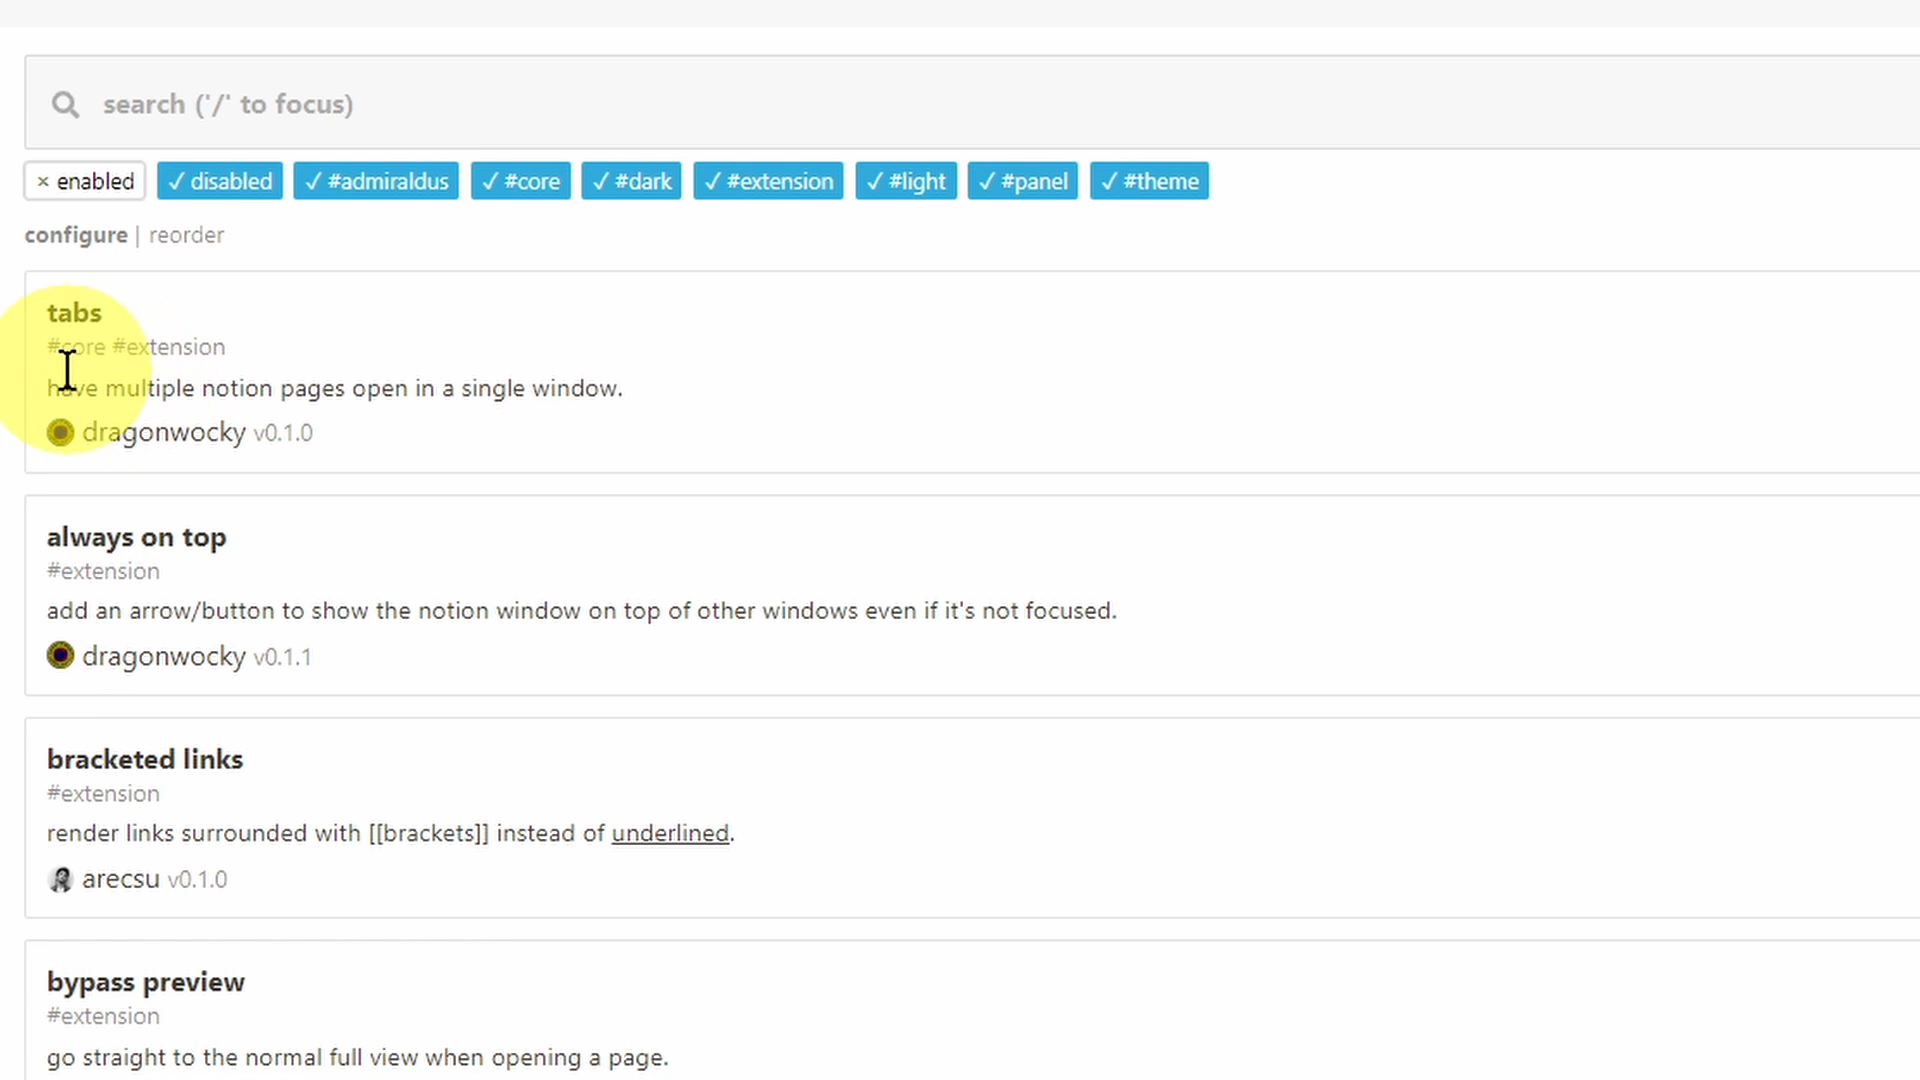 search ('/' to focus)
× enabled ✓ disabled ✓ #admiraldus ✓ #core ✓ #dark ✓ #extension ✓ #light ✓ #panel ✓ #theme
configure | reorder
tabs
#core #extension
have multiple notion pages open in a single window.
dragonwocky v0.1.0
always on top
#extension
add an arrow/button to show the notion window on top of other windows even if it's not focused.
dragonwocky v0.1.1
bracketed links
#extension
render links surrounded with [[brackets]] instead of underlined.
arecsu v0.1.0
bypass preview
#extension
go straight to the normal full view when opening a page.